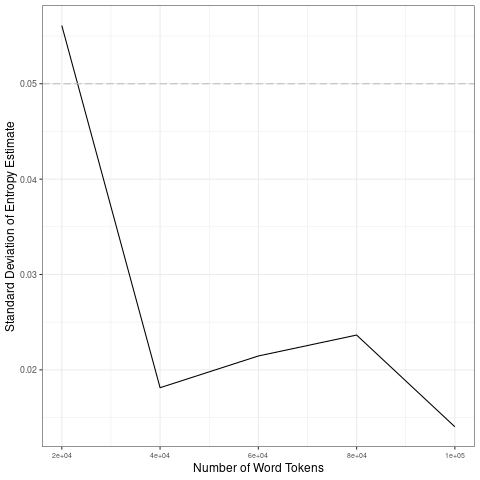 Standard Deviation of Entropy Estimate
0.05
0.04
0.03
0.02
2e+04 4e+04 6e+04 8e+04 1e+05
Number of Word Tokens